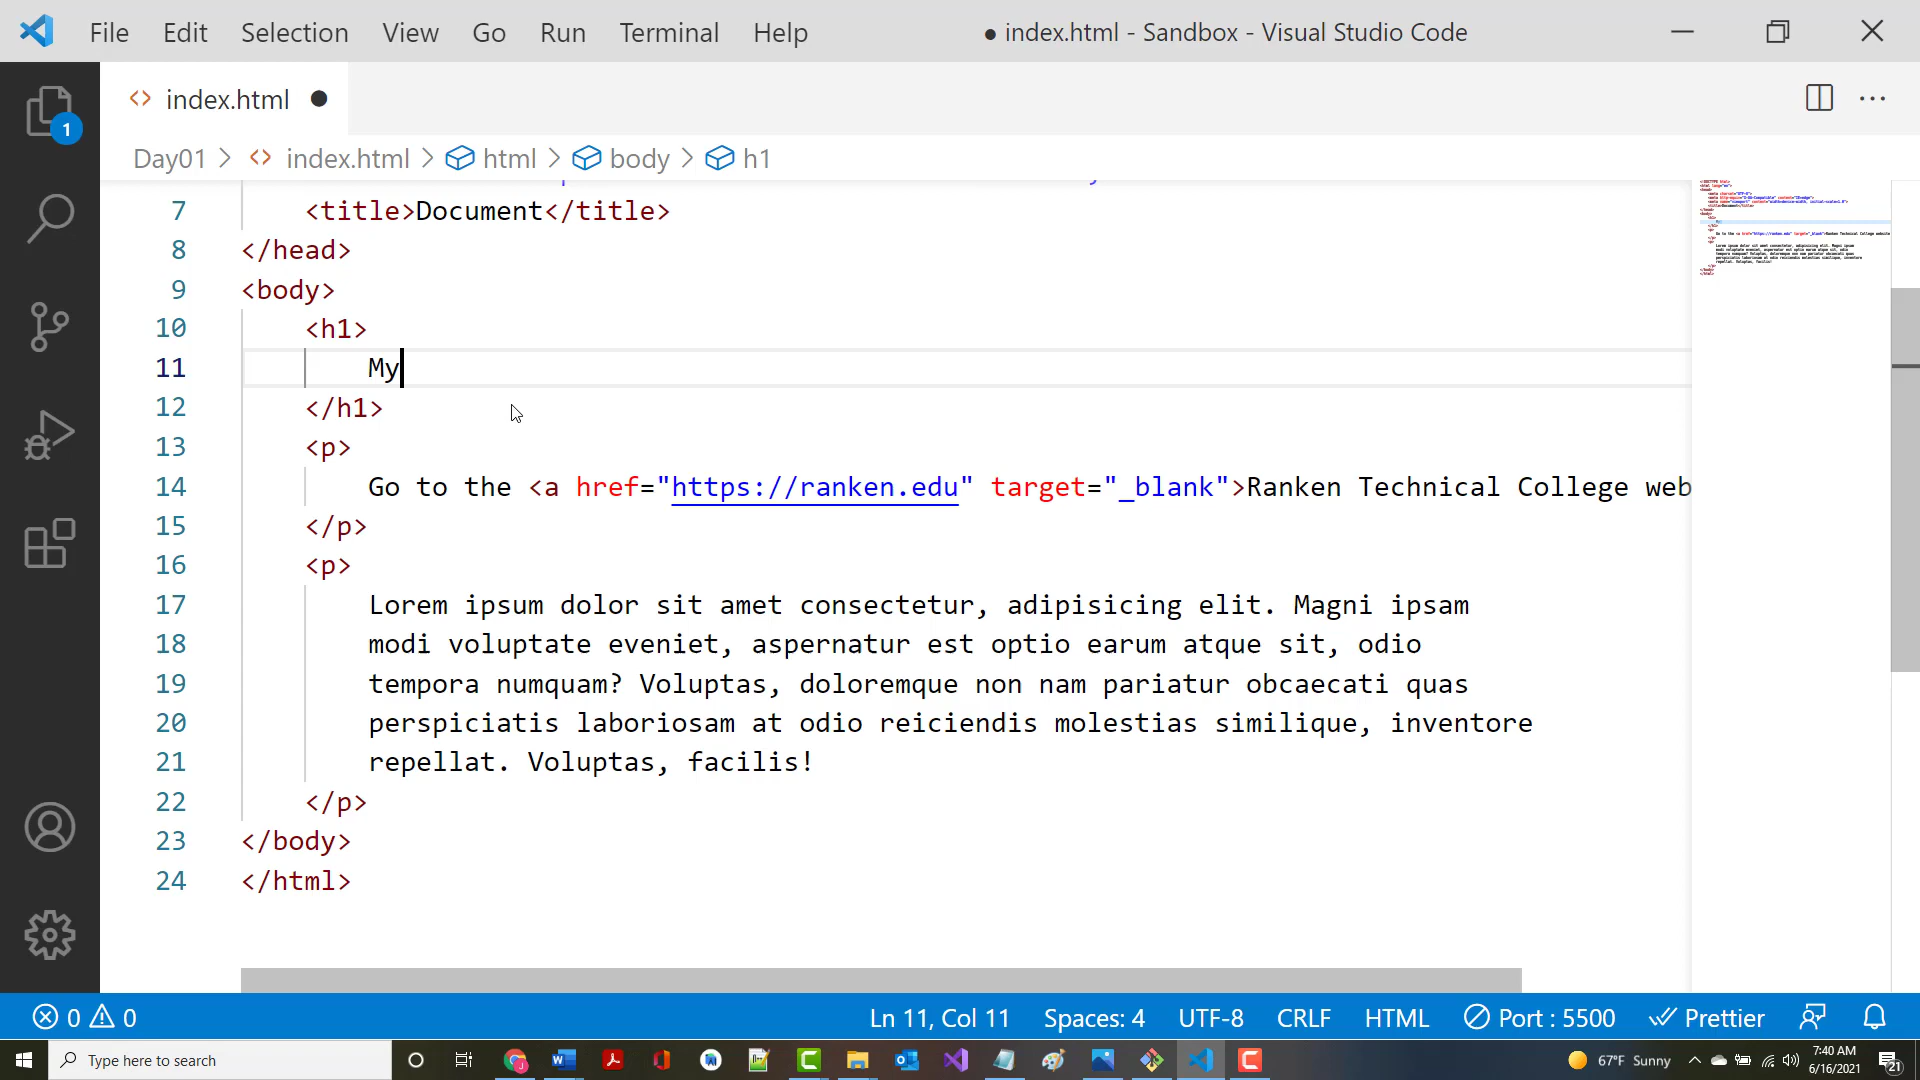 File Edit Selection View Go Run Terminal Help ● index.html - Sandbox - Visual Studio Code
index.html ●
1
Day01 > index.html > html > body > h1
7 <title>Document</title>
8 </head>
9 <body>
10 <h1>
11 My
12 </h1>
13 <p>
14 Go to the <a href="https://ranken.edu" target="_blank">Ranken Technical College web
15 </p>
16 <p>
17 Lorem ipsum dolor sit amet consectetur, adipisicing elit. Magni ipsam
18 modi voluptate eveniet, aspernatur est optio earum atque sit, odio
19 tempora numquam? Voluptas, doloremque non nam pariatur obcaecati quas
20 perspiciatis laboriosam at odio reiciendis molestias similique, inventore
21 repellat. Voluptas, facilis!
22 </p>
23 </body>
24 </html>
0 0 Ln 11, Col 11 Spaces: 4 UTF-8 CRLF HTML Port : 5500 Prettier
Type here to search 67°F Sunny 7:40 AM
6/16/2021
21